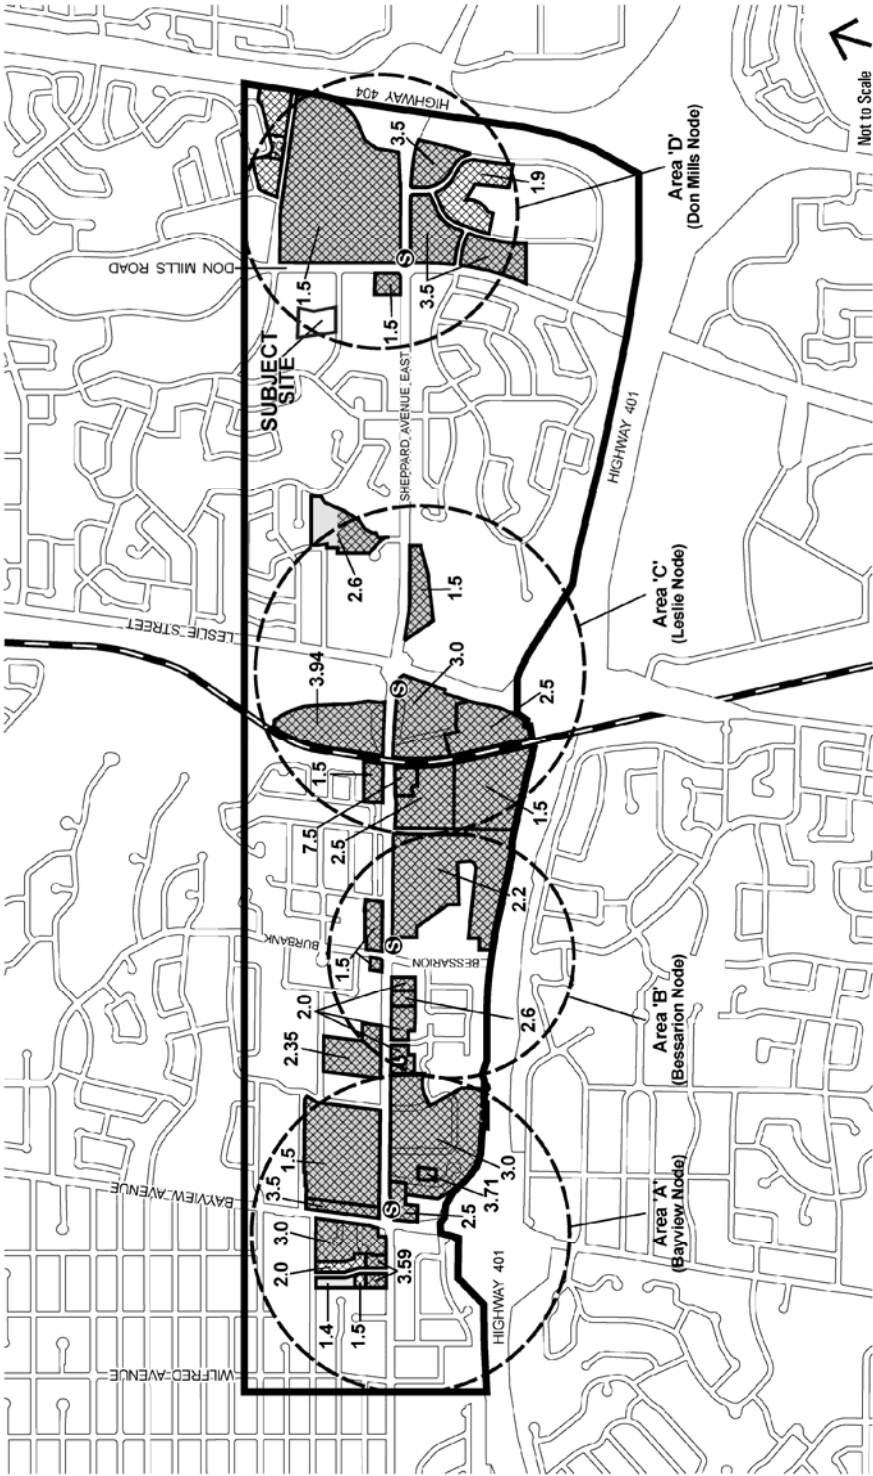 Not to Scale
HIGHWAY 404
3.5
1.9
Area 'D'
(Don Mills Node)
DON MILLS ROAD
1.5
1.5
3.5
S
SUBJECT
SITE
SHEPPARD AVENUE EAST
HIGHWAY 401
2.6
1.5
LESLIE STREET
Area 'C'
(Leslie Node)
3.94
3.0
S
2.5
1.5
7.5
2.5
1.5
2.2
BURBANK
1.5
S
BESSARION
2.0
2.6
2.35
Area 'B'
(Bessarion Node)
BAYVIEW AVENUE
1.5
3.5
3.0
3.71
2.5
S
3.0
2.0
3.59
Area 'A'
(Bayview Node)
1.4
1.5
HIGHWAY 401
WILFRED AVENUE